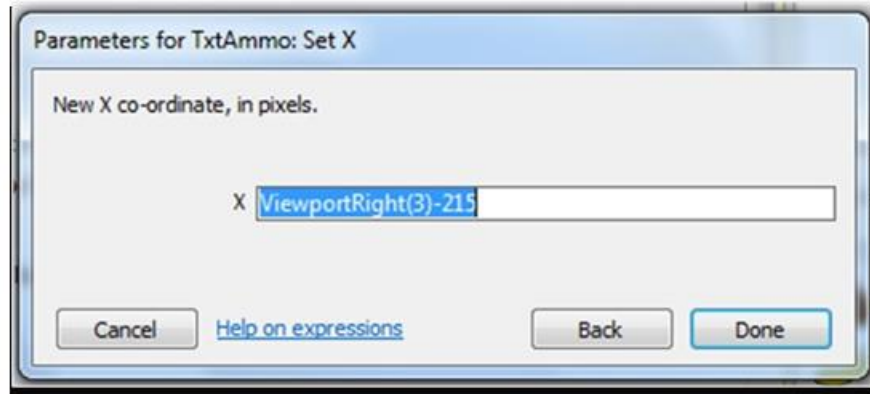 Parameters for TxtAmmo: Set X
New X co-ordinate, in pixels.
X ViewportRight(3)-215
Cancel Help on expressions Back Done